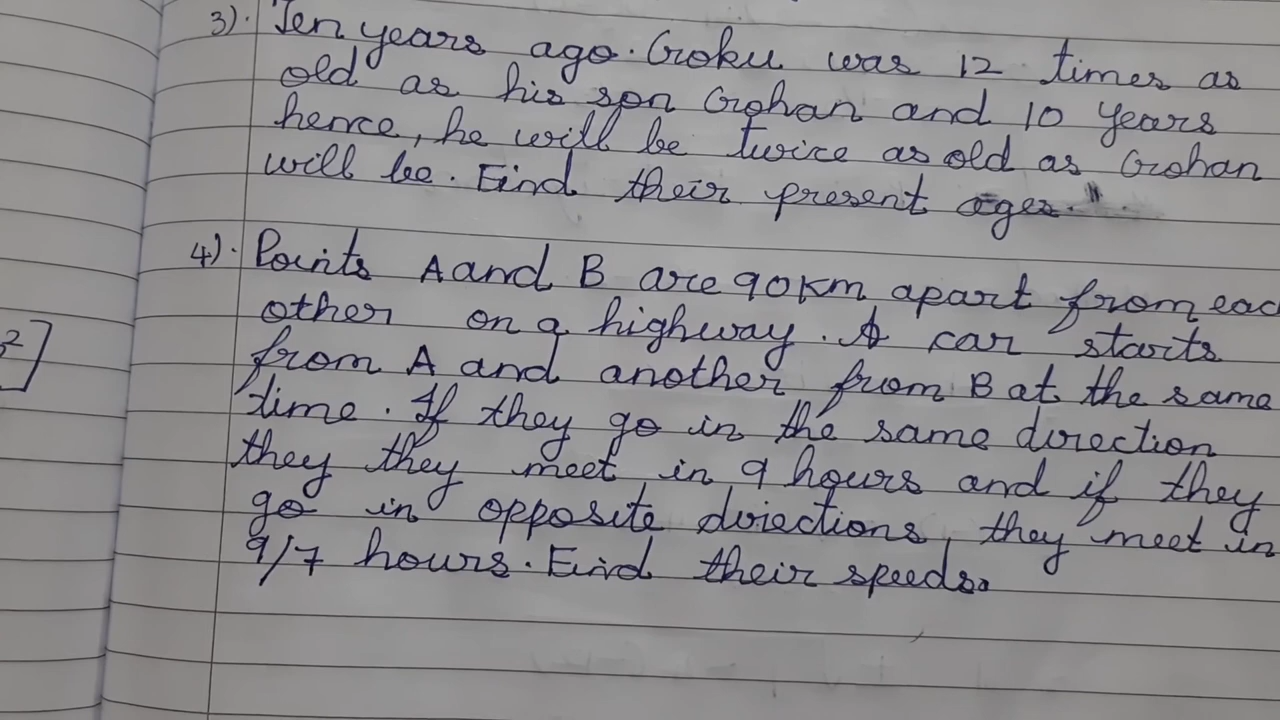 3). Ten years ago. Goku was 12 times as
old as his son Grohan and 10 years
hence, he will be twice as old as Grohan
will be. Find their present ages.
4). Points A and B are 90km apart from each
other on a highway. A car starts
from A and another from B at the same
time. If they go in the same direction
they they meet in 9 hours and if they
go in opposite directions, they meet in
9/7 hours. Find their speeds.
2]